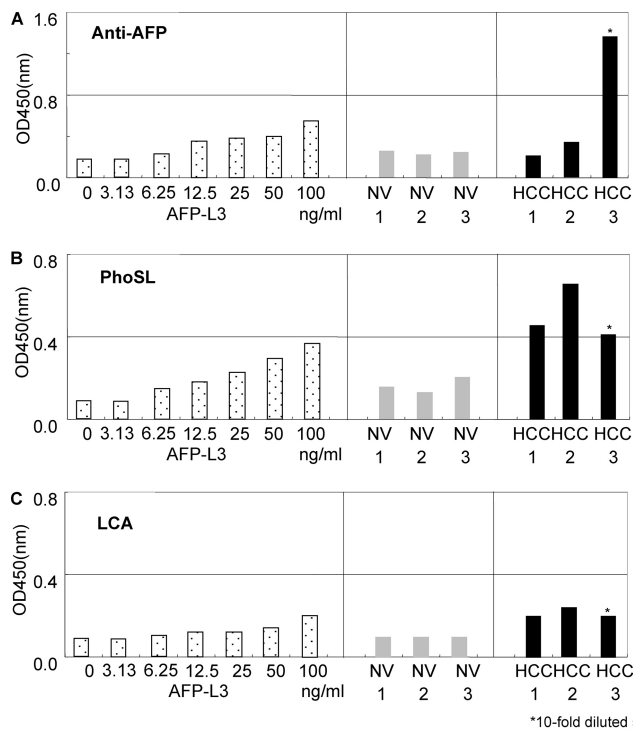 A
1.6
Anti-AFP
*
OD450(nm)
0.8
0.0
0 3.13 6.25 12.5 25 50 100
AFP-L3 ng/ml
NV NV NV
1 2 3
HCC HCC HCC
1 2 3
B
0.8
PhoSL
*
OD450(nm)
0.4
0.0
0 3.13 6.25 12.5 25 50 100
AFP-L3 ng/ml
NV NV NV
1 2 3
HCC HCC HCC
1 2 3
C
0.8
LCA
*
OD450(nm)
0.4
0.0
0 3.13 6.25 12.5 25 50 100
AFP-L3 ng/ml
NV NV NV
1 2 3
HCC HCC HCC
1 2 3
*10-fold diluted